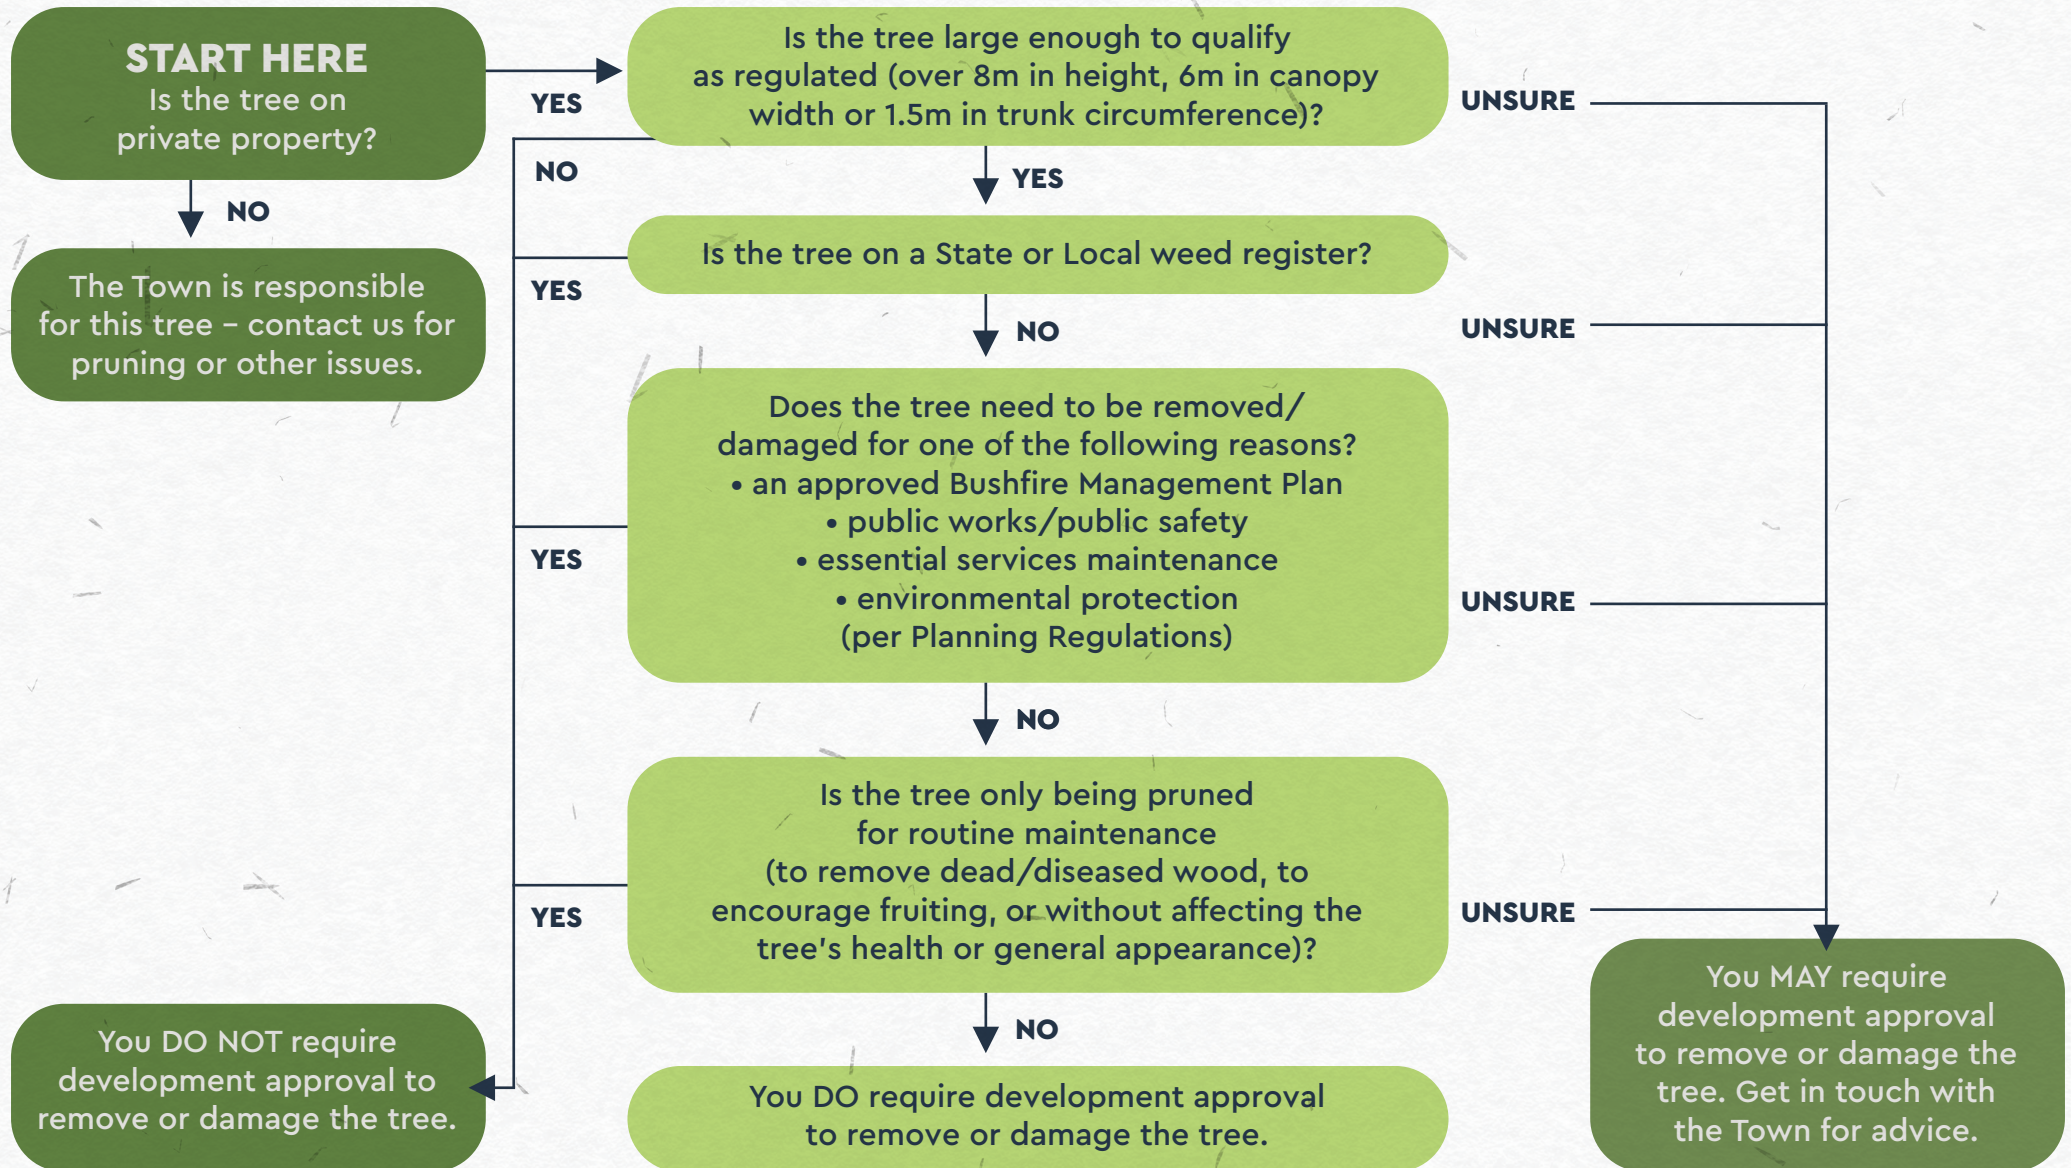 START HERE
Is the tree on
private property?
YES
NO
The Town is responsible
for this tree – contact us for
pruning or other issues.
Is the tree large enough to qualify
as regulated (over 8m in height, 6m in canopy
width or 1.5m in trunk circumference)?
UNSURE
NO
YES
Is the tree on a State or Local weed register?
YES
NO
UNSURE
Does the tree need to be removed/
damaged for one of the following reasons?
• an approved Bushfire Management Plan
• public works/public safety
• essential services maintenance
• environmental protection
(per Planning Regulations)
YES
UNSURE
NO
Is the tree only being pruned
for routine maintenance
(to remove dead/diseased wood, to
encourage fruiting, or without affecting the
tree's health or general appearance)?
YES
UNSURE
NO
You DO NOT require
development approval to
remove or damage the tree.
You DO require development approval
to remove or damage the tree.
You MAY require
development approval
to remove or damage the
tree. Get in touch with
the Town for advice.